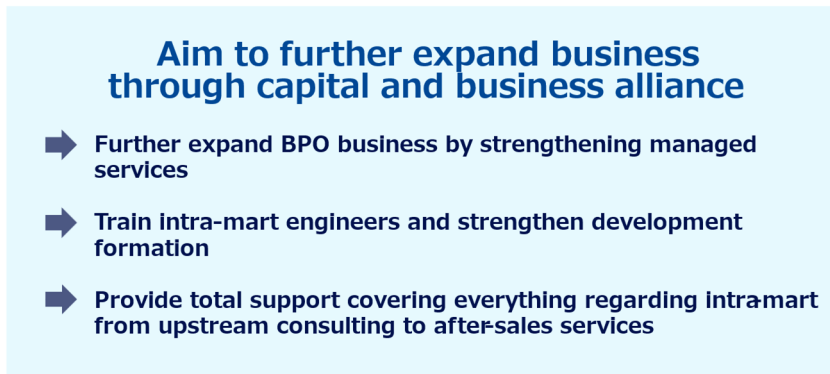 Aim to further expand business
through capital and business alliance
Further expand BPO business by strengthening managed
services
Train intra-mart engineers and strengthen development
formation
Provide total support covering everything regarding intra-mart
from upstream consulting to after-sales services